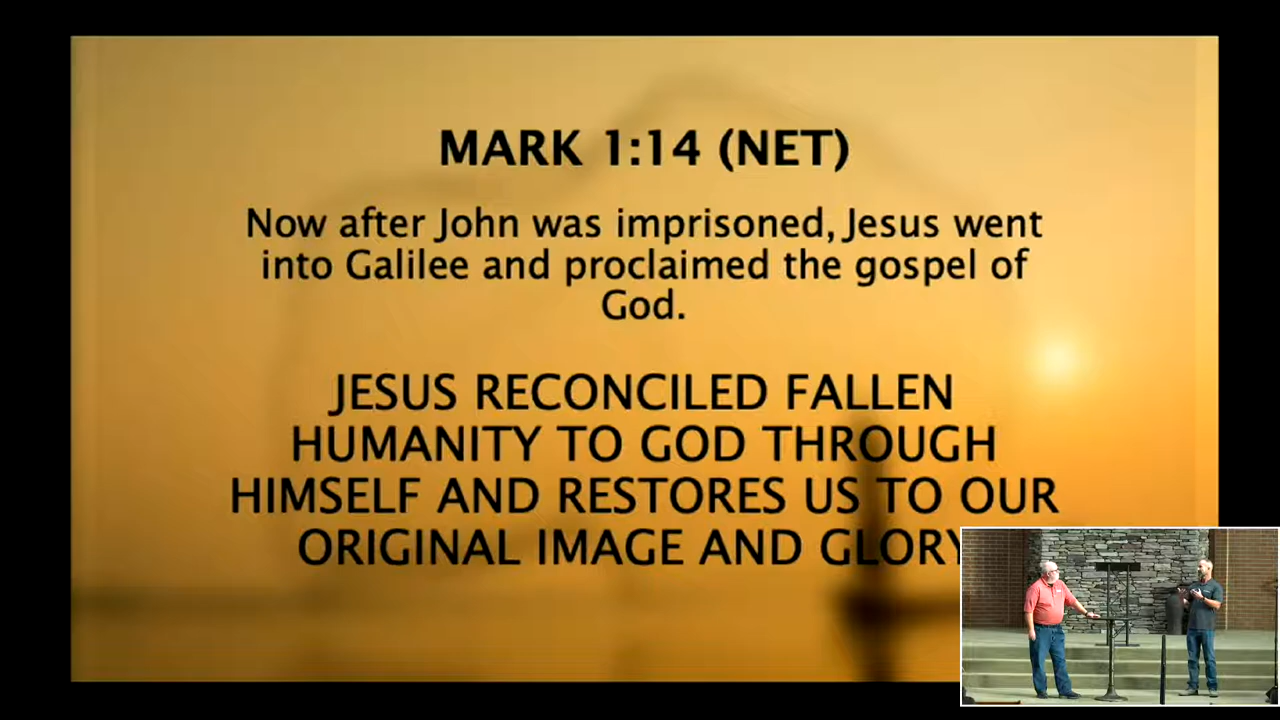 MARK 1:14 (NET)
Now after John was imprisoned, Jesus went
into Galilee and proclaimed the gospel of
God.
JESUS RECONCILED FALLEN
HUMANITY TO GOD THROUGH
HIMSELF AND RESTORES US TO OUR
ORIGINAL IMAGE AND GLORY